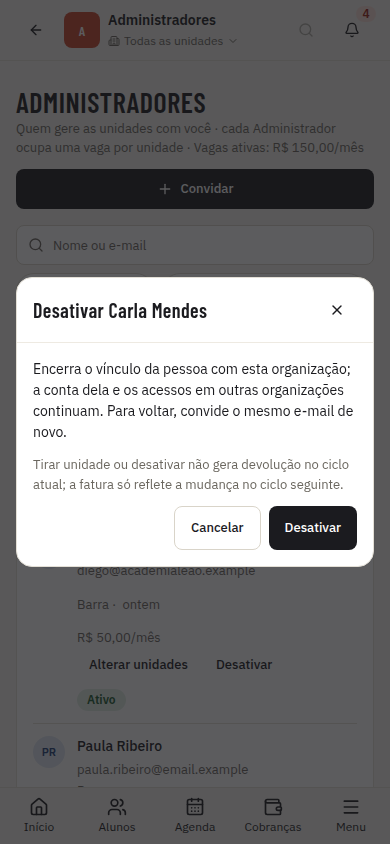 A
Administradores
Todas as unidades
4
ADMINISTRADORES
Quem gere as unidades com você · cada Administrador
ocupa uma vaga por unidade · Vagas ativas: R$ 150,00/mês
Convidar
Nome ou e-mail
Desativar Carla Mendes
Encerra o vínculo da pessoa com esta organização;
a conta dela e os acessos em outras organizações
continuam. Para voltar, convide o mesmo e-mail de
novo.
Tirar unidade ou desativar não gera devolução no ciclo
atual; a fatura só reflete a mudança no ciclo seguinte.
Cancelar
Desativar
diego@academialeao.example
Barra · ontem
R$ 50,00/mês
Alterar unidades
Desativar
Ativo
PR
Paula Ribeiro
paula.ribeiro@email.example
Início
Alunos
Agenda
Cobranças
Menu